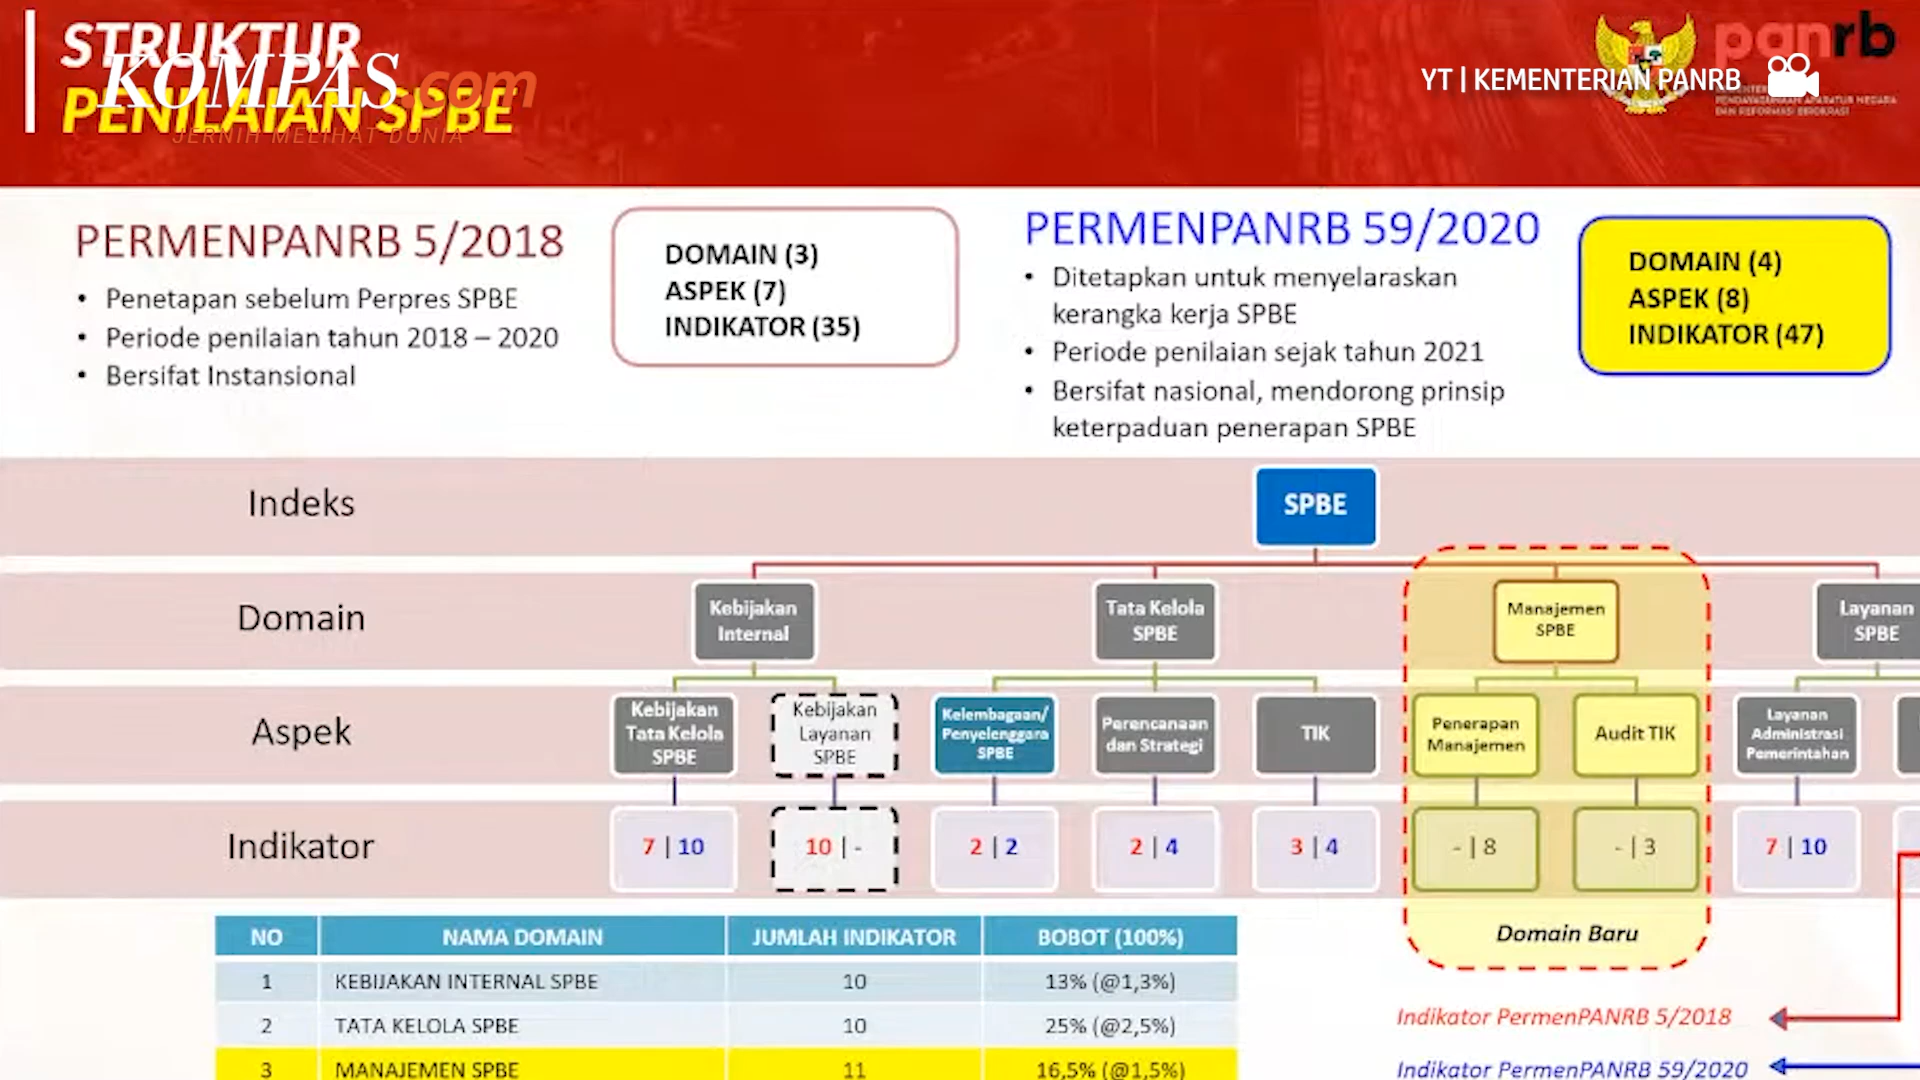 STRUKTUR
PENILAIAN SPBE
KOMPAS.com
JERNIH MELIHAT DUNIA
YT | KEMENTERIAN PANRB
panrb
PENDAYAGUNAAN APARATUR NEGARA
DAN REFORMASI BIROKRASI
PERMENPANRB 5/2018
• Penetapan sebelum Perpres SPBE
• Periode penilaian tahun 2018 – 2020
• Bersifat Instansional
DOMAIN (3)
ASPEK (7)
INDIKATOR (35)
PERMENPANRB 59/2020
• Ditetapkan untuk menyelaraskan
kerangka kerja SPBE
• Periode penilaian sejak tahun 2021
• Bersifat nasional, mendorong prinsip
keterpaduan penerapan SPBE
DOMAIN (4)
ASPEK (8)
INDIKATOR (47)
Indeks
SPBE
Domain
Kebijakan
Internal
Tata Kelola
SPBE
Manajemen
SPBE
Layanan
SPBE
Aspek
Kebijakan
Tata Kelola
SPBE
Kebijakan
Layanan
SPBE
Kelembagaan/
Penyelenggara
SPBE
Perencanaan
dan Strategi
TIK
Penerapan
Manajemen
Audit TIK
Layanan
Administrasi
Pemerintahan
Indikator
7 | 10
10 | -
2 | 2
2 | 4
3 | 4
- | 8
- | 3
7 | 10
Domain Baru
NO NAMA DOMAIN JUMLAH INDIKATOR BOBOT (100%)
1 KEBIJAKAN INTERNAL SPBE 10 13% (@1,3%)
2 TATA KELOLA SPBE 10 25% (@2,5%)
3 MANAJEMEN SPBE 11 16,5% (@1,5%)
Indikator PermenPANRB 5/2018
Indikator PermenPANRB 59/2020